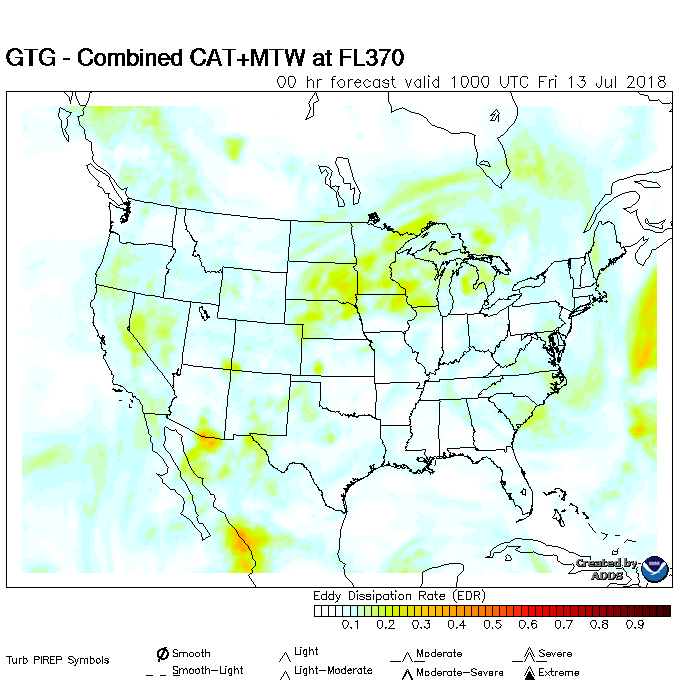 GTG - Combined CAT+MTW at FL370
00 hr forecast valid 1000 UTC Fri 13 Jul 2018
Created by
ADDS
Eddy Dissipation Rate (EDR)
0.1 0.2 0.3 0.4 0.5 0.6 0.7 0.8 0.9
Turb PIREP Symbols
Smooth Light Moderate Severe
Smooth-Light Light-Moderate Moderate-Severe Extreme